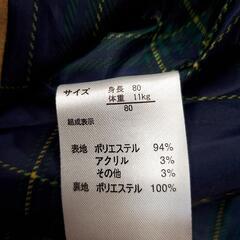 サイズ 身長 80
体重 11kg
80
組成表示
表地 ポリエステル 94%
アクリル 3%
その他 3%
裏地 ポリエステル 100%